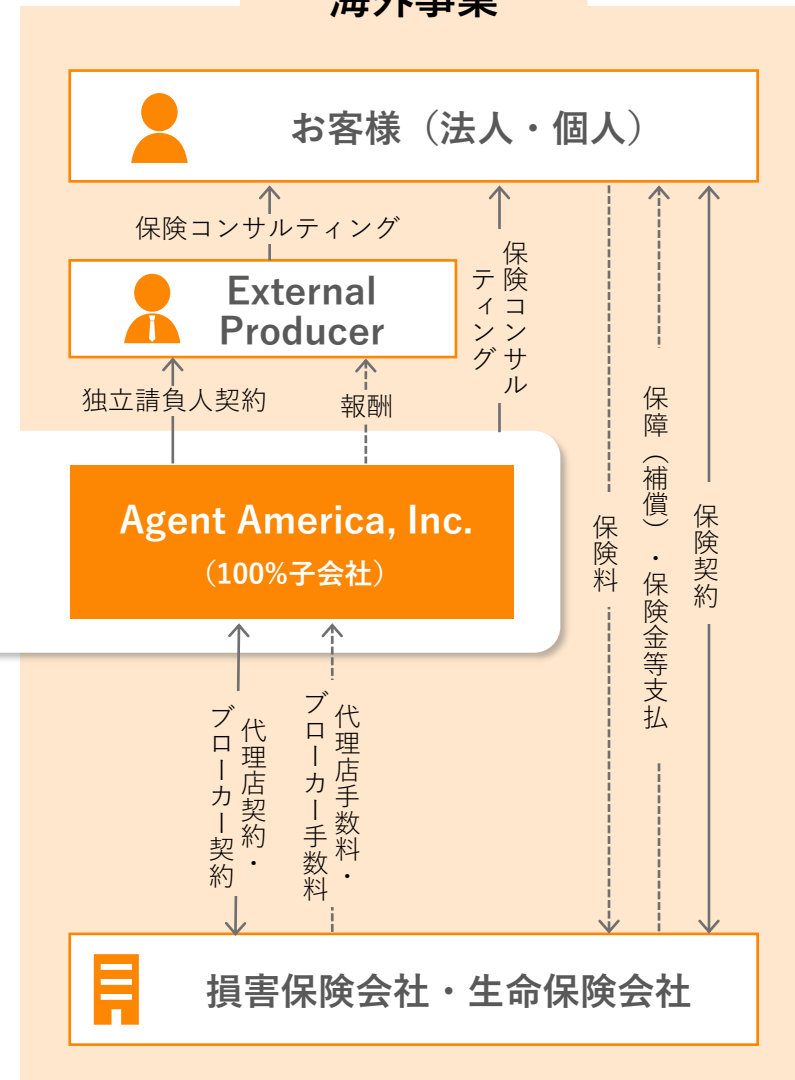 海外事業
お客様（法人・個人）
保険コンサルティング
External
Producer
保険コンサル
ティング
独立請負人契約
報酬
Agent America, Inc.
（100%子会社）
保険料
保障（補償）・保険金等支払
保険契約
代理店契約・
ブローカー契約
代理店手数料・
ブローカー手数料
損害保険会社・生命保険会社